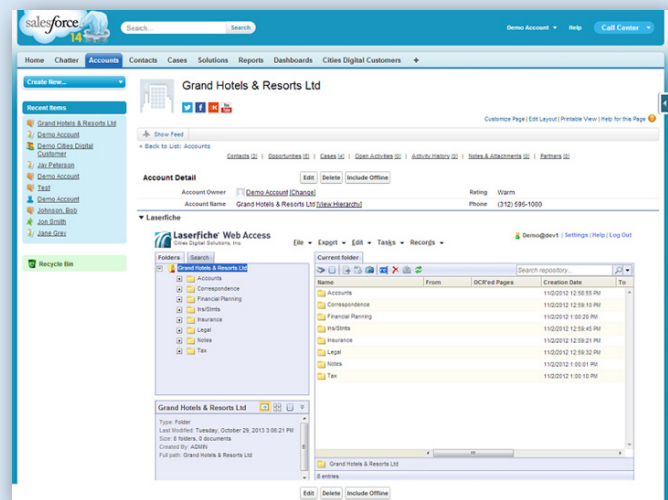 salesforce
14
Search...
Search
Demo Account
Help
Call Center
Home Chatter Accounts Contacts Cases Solutions Reports Dashboards Cities Digital Customers +
Create New...
Recent Items
Grand Hotels & Resorts Ltd
Demo Account
Demo Cities Digital
Customer
Jay Peterson
Demo Account
Test
Demo Account
Johnson, Bob
Jon Smith
Jane Grey
Recycle Bin
Grand Hotels & Resorts Ltd
You Tube
Customize Page | Edit Layout | Printable View | Help for this Page
Show Feed
« Back to List: Accounts
Contacts [2] | Opportunities [5] | Cases [4] | Open Activities [0] | Activity History [0] | Notes & Attachments [0] | Partners [0]
Account Detail
Edit Delete Include Offline
Account Owner Demo Account [Change] Rating Warm
Account Name Grand Hotels & Resorts Ltd [View Hierarchy] Phone (312) 596-1000
Laserfiche
Laserfiche® Web Access
Cities Digital Solutions, Inc.
File Export Edit Tasks Records
Demo@dev1 | Settings | Help | Log Out
Folders Search
Grand Hotels & Resorts Ltd
Accounts
Correspondence
Financial Planning
Ins/Stmts
Insurance
Legal
Notes
Tax
Current folder
Search repository...
Name From OCR'ed Pages Creation Date To
Accounts 11/2/2012 12:58:55 PM
Correspondence 11/2/2012 12:59:10 PM
Financial Planning 11/2/2012 1:00:28 PM
Ins/Stmts 11/2/2012 12:59:45 PM
Insurance 11/2/2012 12:59:21 PM
Legal 11/2/2012 12:59:32 PM
Notes 11/2/2012 1:00:01 PM
Tax 11/2/2012 1:00:10 PM
Grand Hotels & Resorts Ltd
Type: Folder
Last Modified: Tuesday, October 29, 2013 3:06:21 PM
Size: 8 folders, 0 documents
Created By: ADMIN
Full path: Grand Hotels & Resorts Ltd
Grand Hotels & Resorts Ltd
8 entries
Edit Delete Include Offline